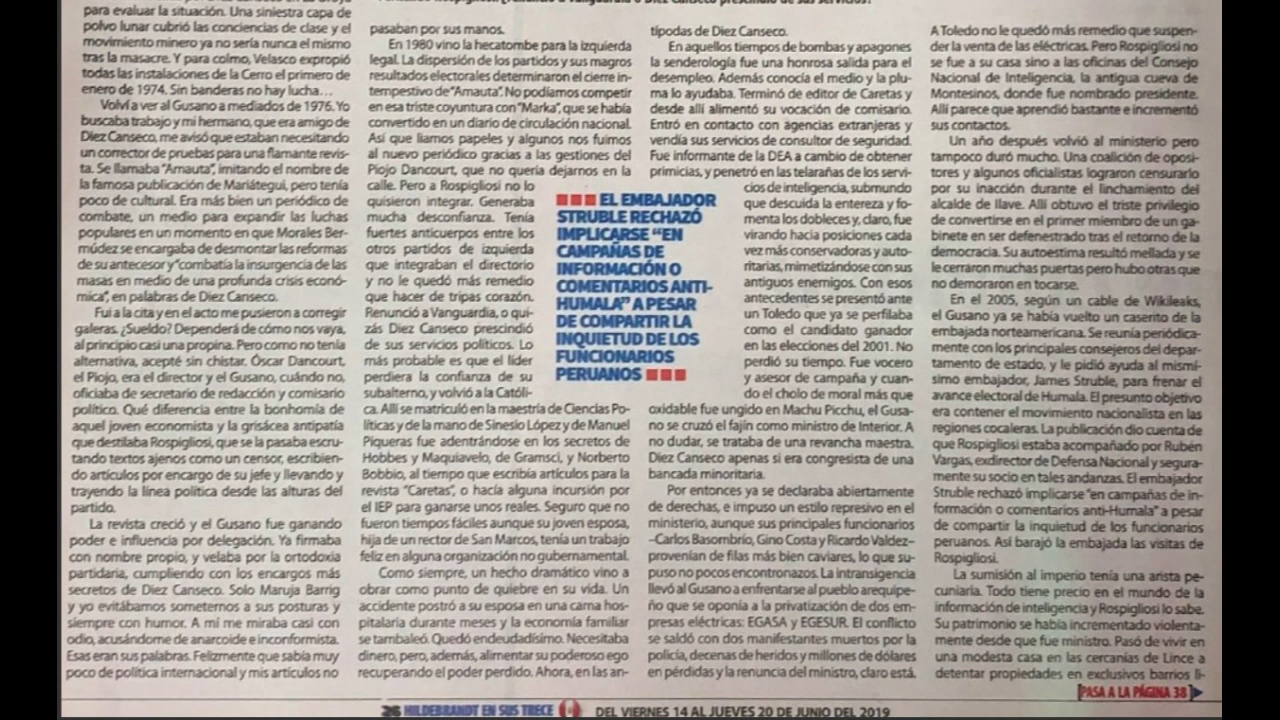 para evaluar la situación. Una siniestra capa de
polvo lunar cubrió las conciencias de clase y el
movimiento minero ya no sería nunca el mismo
tras la masacre. Y para colmo, Velasco expropió
todas las instalaciones de la Cerro el primero de
enero de 1974. Sin banderas no hay lucha…
Volví a ver al Gusano a mediados de 1976. Yo
buscaba trabajo y mi hermano, que era amigo de
Diez Canseco, me avisó que estaban necesitando
un corrector de pruebas para una flamante revis-
ta. Se llamaba "Amauta", imitando el nombre de
la famosa publicación de Mariátegui, pero tenía
poco de cultural. Era más bien un periódico de
combate, un medio para expandir las luchas
populares en un momento en que Morales Ber-
múdez se encargaba de desmontar las reformas
de su antecesor y "combatía la insurgencia de las
masas en medio de una profunda crisis econó-
mica", en palabras de Diez Canseco.
Fui a la cita y en el acto me pusieron a corregir
galeras. ¿Sueldo? Dependerá de cómo nos vaya,
al principio casi una propina. Pero como no tenía
alternativa, acepté sin chistar. Óscar Dancourt,
el Piojo, era el director y el Gusano, cuándo no,
oficiaba de secretario de redacción y comisario
político. Qué diferencia entre la bonhomía de
aquel joven economista y la grisácea antipatía
que destilaba Rospigliosi, que se la pasaba escru-
tando textos ajenos como un censor, escribien-
do artículos por encargo de su jefe y llevando y
trayendo la línea política desde las alturas del
partido.
La revista creció y el Gusano fue ganando
poder e influencia por delegación. Ya firmaba
con nombre propio, y velaba por la ortodoxia
partidaria, cumpliendo con los encargos más
secretos de Diez Canseco. Solo Maruja Barrig
y yo evitábamos someternos a sus posturas y
siempre con humor. A mí me miraba casi con
odio, acusándome de anarcoide e inconformista.
Esas eran sus palabras. Felizmente que sabía muy
poco de política internacional y mis artículos no
pasaban por sus manos.
En 1980 vino la hecatombe para la izquierda
legal. La dispersión de los partidos y sus magros
resultados electorales determinaron el cierre in-
tempestivo de "Amauta". No podíamos competir
en esa triste coyuntura con "Marka", que se había
convertido en un diario de circulación nacional.
Así que liamos papeles y algunos nos fuimos
al nuevo periódico gracias a las gestiones del
Piojo Dancourt, que no quería dejarnos en la
calle. Pero a Rospigliosi no lo
quisieron integrar. Generaba
mucha desconfianza. Tenía
fuertes anticuerpos entre los
otros partidos de izquierda
que integraban el directorio
y no le quedó más remedio
que hacer de tripas corazón.
Renunció a Vanguardia, o qui-
zás Diez Canseco prescindió
de sus servicios políticos. Lo
más probable es que el líder
perdiera la confianza de su
subalterno, y volvió a la Católi-
ca. Allí se matriculó en la maestría de Ciencias Po-
líticas y de la mano de Sinesio López y de Manuel
Piqueras fue adentrándose en los secretos de
Hobbes y Maquiavelo, de Gramsci, y Norberto
Bobbio, al tiempo que escribía artículos para la
revista "Caretas", o hacía alguna incursión por
el IEP para ganarse unos reales. Seguro que no
fueron tiempos fáciles aunque su joven esposa,
hija de un rector de San Marcos, tenía un trabajo
feliz en alguna organización no gubernamental.
Como siempre, un hecho dramático vino a
obrar como punto de quiebre en su vida. Un
accidente postró a su esposa en una cama hos-
pitalaria durante meses y la economía familiar
se tambaleó. Quedó endeudadísimo. Necesitaba
dinero, pero, además, alimentar su poderoso ego
recuperando el poder perdido. Ahora, en las an-
■■■ EL EMBAJADOR
STRUBLE RECHAZÓ
IMPLICARSE "EN
CAMPAÑAS DE
INFORMACIÓN O
COMENTARIOS ANTI-
HUMALA" A PESAR
DE COMPARTIR LA
INQUIETUD DE LOS
FUNCIONARIOS
PERUANOS ■■■
típodas de Diez Canseco.
En aquellos tiempos de bombas y apagones
la senderología fue una honrosa salida para el
desempleo. Además conocía el medio y la plu-
ma lo ayudaba. Terminó de editor de Caretas y
desde allí alimentó su vocación de comisario.
Entró en contacto con agencias extranjeras y
vendía sus servicios de consultor de seguridad.
Fue informante de la DEA a cambio de obtener
primicias, y penetró en las telarañas de los servi-
cios de inteligencia, submundo
que descuida la entereza y fo-
menta los dobleces y, claro, fue
virando hacia posiciones cada
vez más conservadoras y auto-
ritarias, mimetizándose con sus
antiguos enemigos. Con esos
antecedentes se presentó ante
un Toledo que ya se perfilaba
como el candidato ganador
en las elecciones del 2001. No
perdió su tiempo. Fue vocero
y asesor de campaña y cuan-
do el cholo de moral más que
oxidable fue ungido en Machu Picchu, el Gusa-
no se cruzó el fajín como ministro de Interior. A
no dudar, se trataba de una revancha maestra.
Diez Canseco apenas si era congresista de una
bancada minoritaria.
Por entonces ya se declaraba abiertamente
de derechas, e impuso un estilo represivo en el
ministerio, aunque sus principales funcionarios
–Carlos Basombrío, Gino Costa y Ricardo Valdez–
provenían de filas más bien caviares, lo que su-
puso no pocos encontronazos. La intransigencia
llevó al Gusano a enfrentarse al pueblo arequipe-
ño que se oponía a la privatización de dos em-
presas eléctricas: EGASA y EGESUR. El conflicto
se saldó con dos manifestantes muertos por la
policía, decenas de heridos y millones de dólares
en pérdidas y la renuncia del ministro, claro está.
A Toledo no le quedó más remedio que suspen-
der la venta de las eléctricas. Pero Rospigliosi no
se fue a su casa sino a las oficinas del Consejo
Nacional de Inteligencia, la antigua cueva de
Montesinos, donde fue nombrado presidente.
Allí parece que aprendió bastante e incrementó
sus contactos.
Un año después volvió al ministerio pero
tampoco duró mucho. Una coalición de oposi-
tores y algunos oficialistas lograron censurarlo
por su inacción durante el linchamiento del
alcalde de Ilave. Allí obtuvo el triste privilegio
de convertirse en el primer miembro de un ga-
binete en ser defenestrado tras el retorno de la
democracia. Su autoestima resultó mellada y se
le cerraron muchas puertas pero hubo otras que
no demoraron en tocarse.
En el 2005, según un cable de Wikileaks,
el Gusano ya se había vuelto un caserito de la
embajada norteamericana. Se reunía periódica-
mente con los principales consejeros del depar-
tamento de estado, y le pidió ayuda al mismí-
simo embajador, James Struble, para frenar el
avance electoral de Humala. El presunto objetivo
era contener el movimiento nacionalista en las
regiones cocaleras. La publicación dio cuenta de
que Rospigliosi estaba acompañado por Rubén
Vargas, exdirector de Defensa Nacional y segura-
mente su socio en tales andanzas. El embajador
Struble rechazó implicarse "en campañas de in-
formación o comentarios anti-Humala" a pesar
de compartir la inquietud de los funcionarios
peruanos. Así barajó la embajada las visitas de
Rospigliosi.
La sumisión al imperio tenía una arista pe-
cuniaria. Todo tiene precio en el mundo de la
información de inteligencia y Rospigliosi lo sabe.
Su patrimonio se había incrementado violenta-
mente desde que fue ministro. Pasó de vivir en
una modesta casa en las cercanías de Lince a
detentar propiedades en exclusivos barrios li-
[PASA A LA PÁGINA 38]
26 HILDEBRANDT EN SUS TRECE DEL VIERNES 14 AL JUEVES 20 DE JUNIO DEL 2019